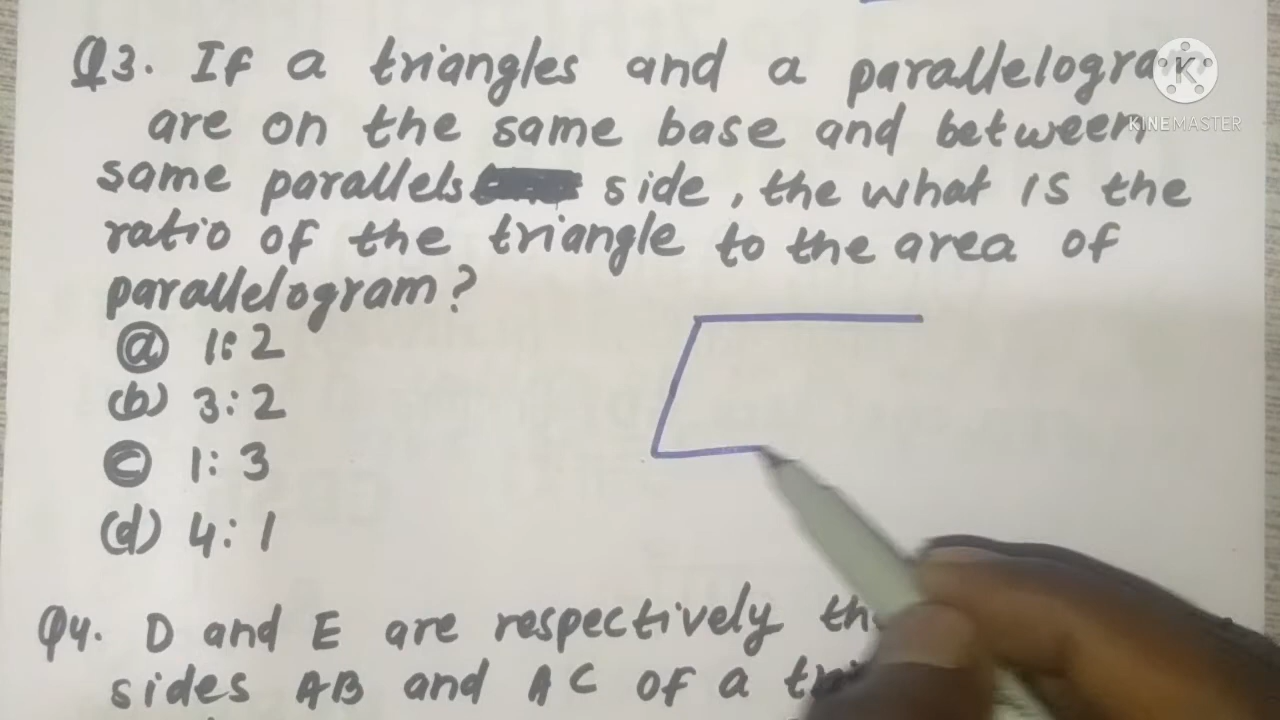 Q3. If a triangles and a parallelogra
are on the same base and between
same parallels side, the what is the
ratio of the triangle to the area of
parallelogram?
(a) 1:2
(b) 3:2
(c) 1:3
(d) 4:1
Q4. D and E are respectively
sides AB and AC of a
K
KINEMASTER